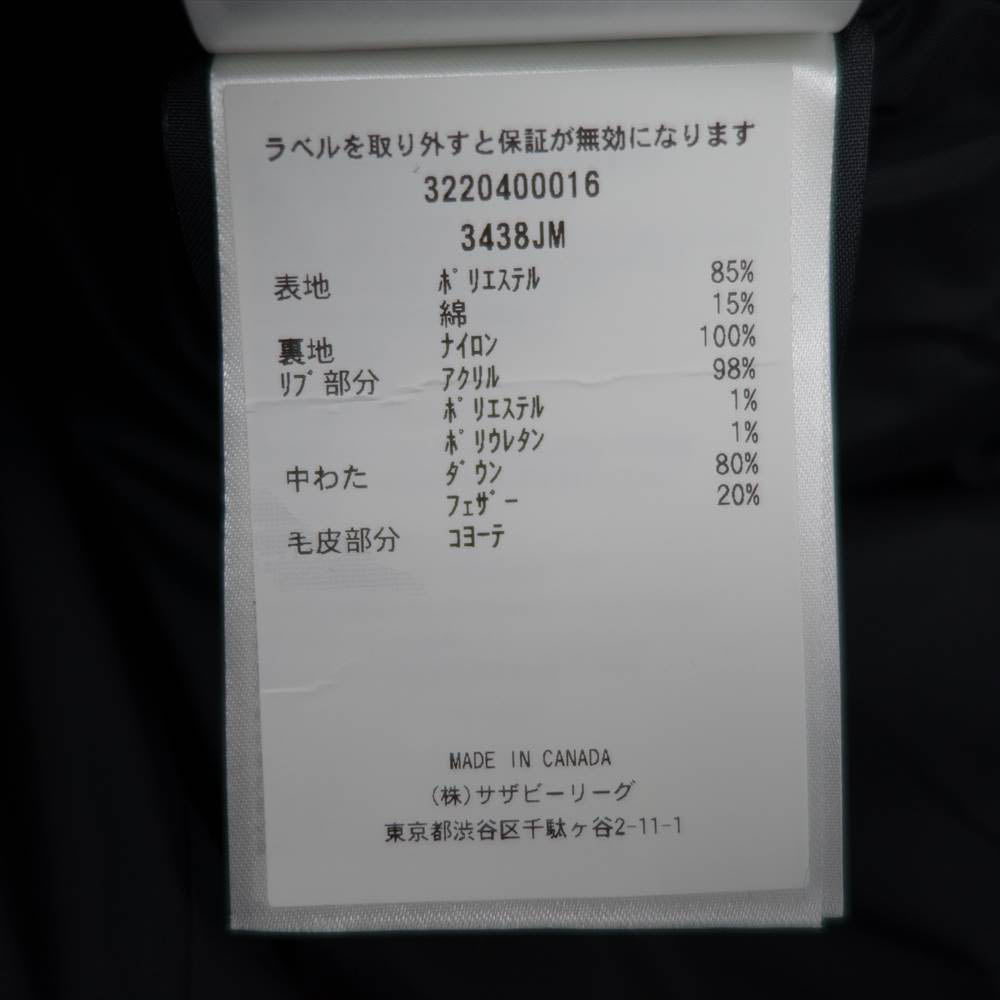 ラベルを取り外すと保証が無効になります
3220400016
3438JM
表地 ﾎﾟﾘｴｽﾃﾙ 85%
綿 15%
裏地 ﾅｲﾛﾝ 100%
ﾘﾌﾞ部分 ｱｸﾘﾙ 98%
ﾎﾟﾘｴｽﾃﾙ 1%
ﾎﾟﾘｳﾚﾀﾝ 1%
中わた ﾀﾞｳﾝ 80%
ﾌｪｻﾞｰ 20%
毛皮部分 ｺﾖｰﾃ
MADE IN CANADA
(株)サザビーリーグ
東京都渋谷区千駄ヶ谷2-11-1